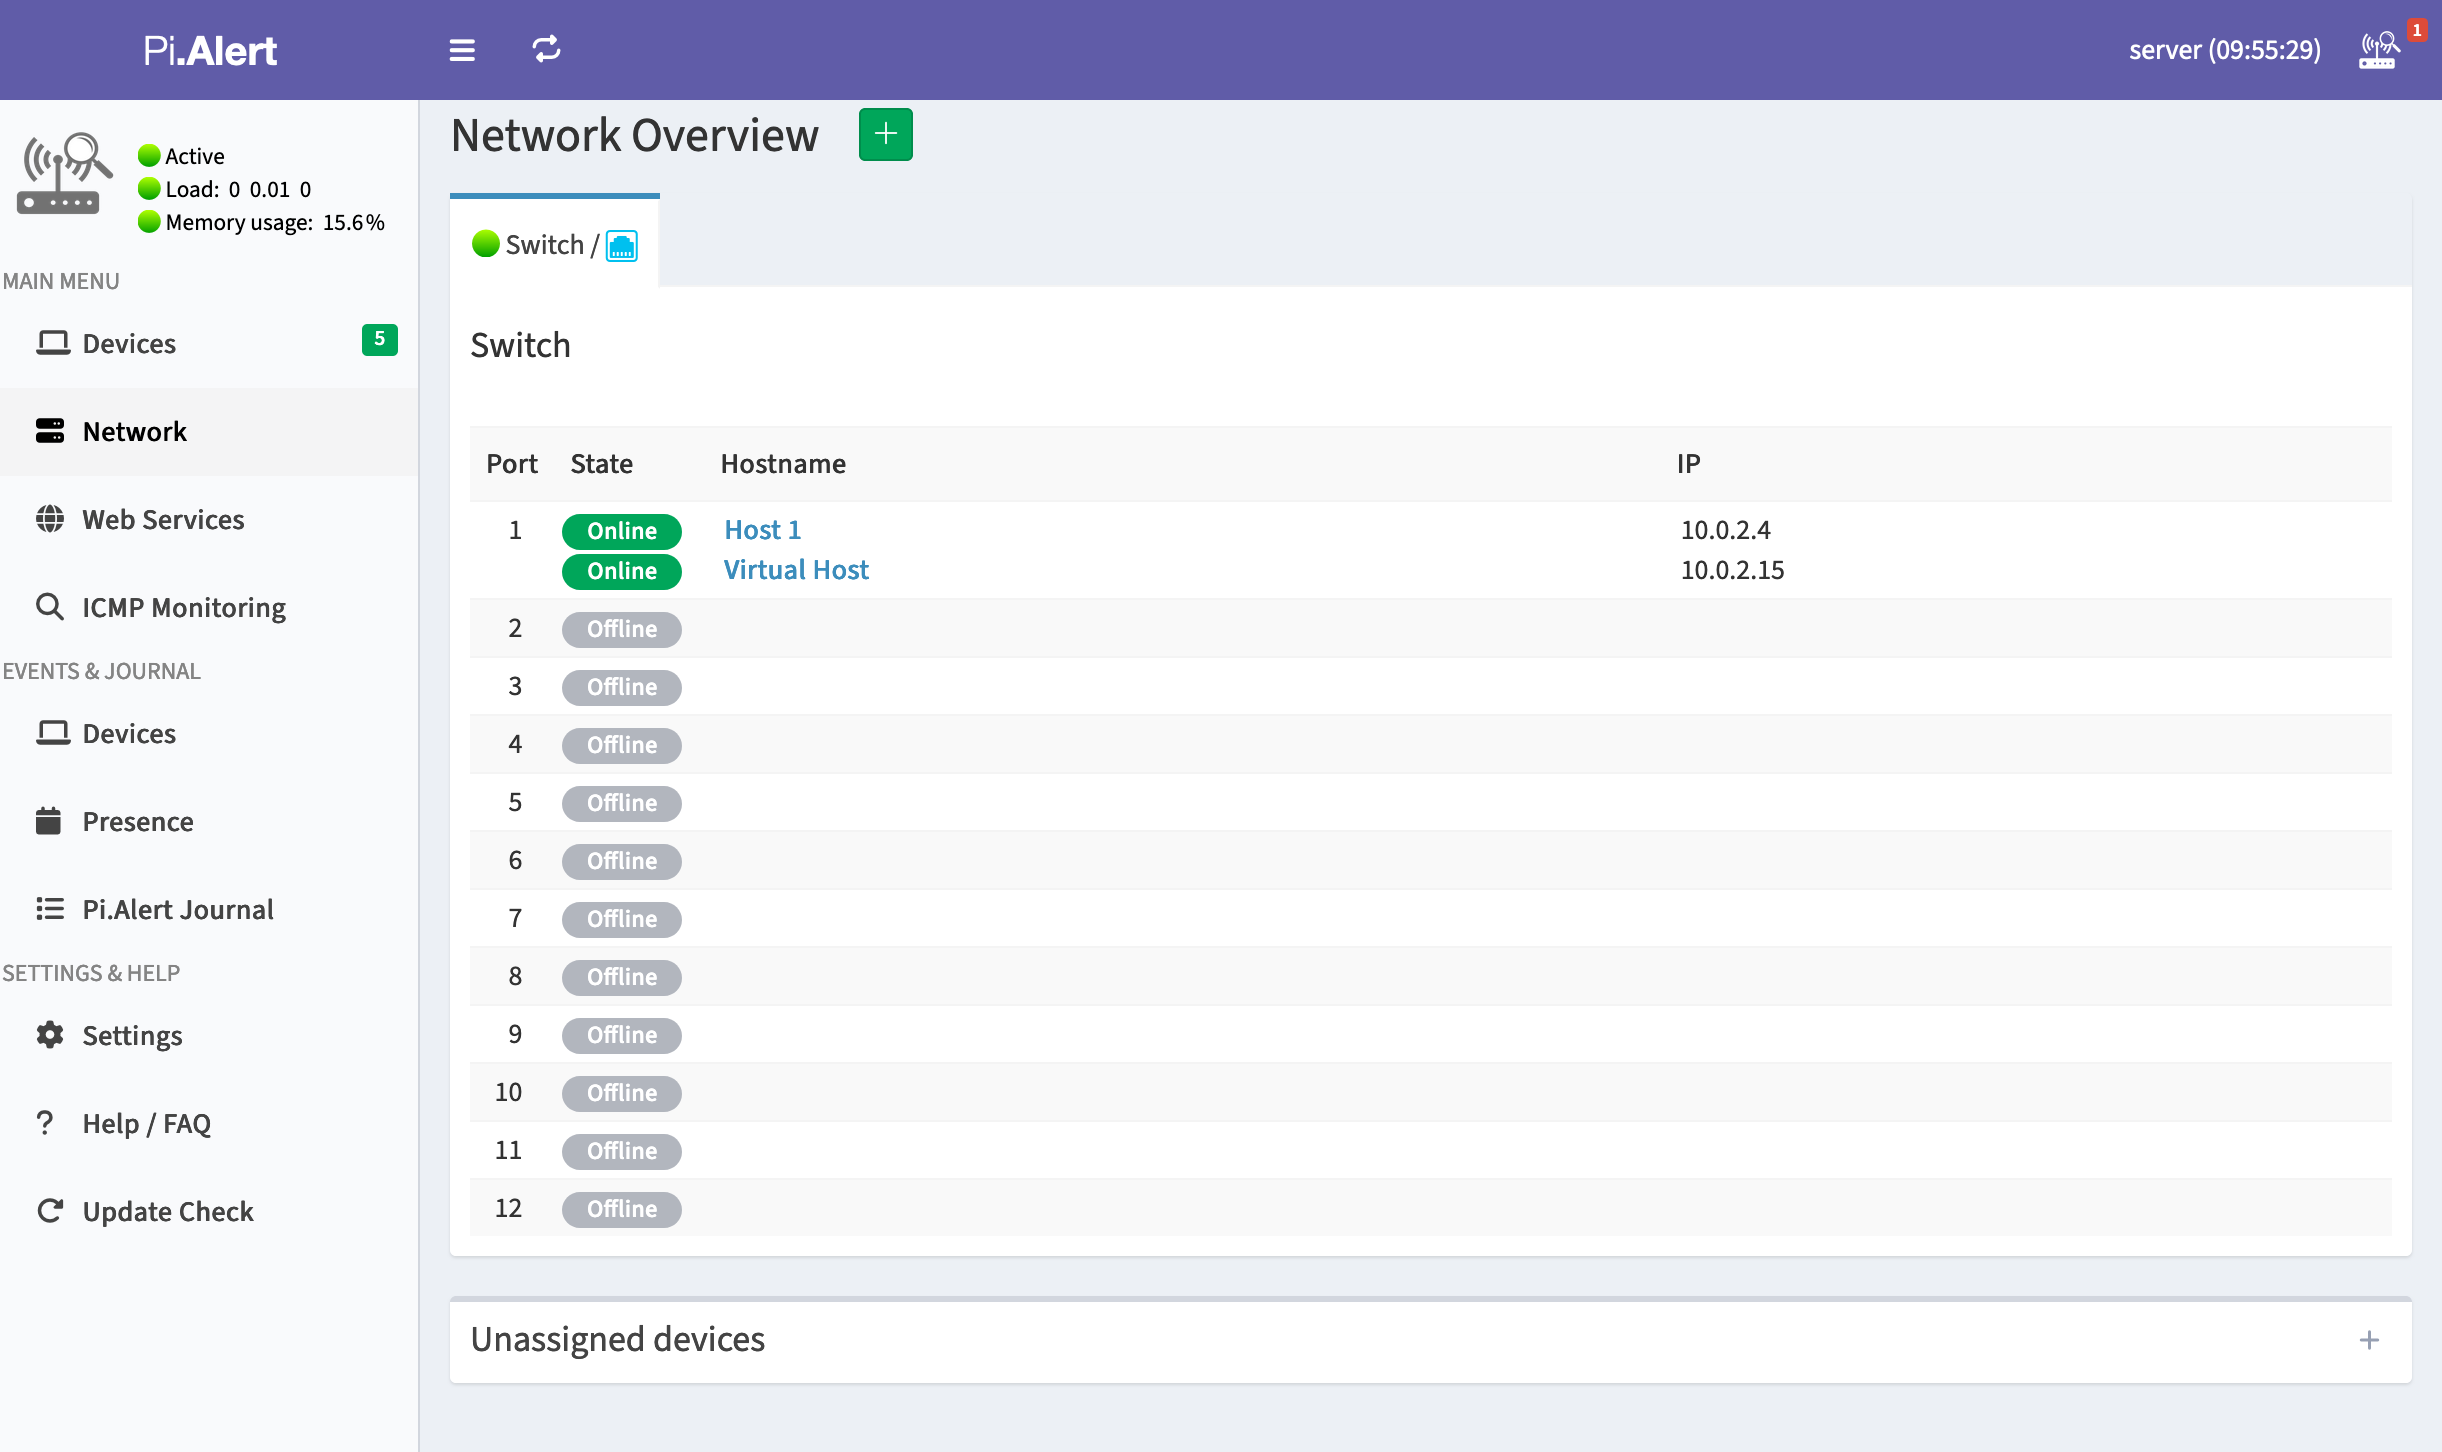 Pi.Alert
server (09:55:29)
1
Active
Load: 0 0.01 0
Memory usage: 15.6%
MAIN MENU
Devices
5
Network
Web Services
ICMP Monitoring
EVENTS & JOURNAL
Devices
Presence
Pi.Alert Journal
SETTINGS & HELP
Settings
? Help / FAQ
Update Check
Network Overview
+
Switch /
Switch
Port State Hostname IP
1 Online Host 1 10.0.2.4
Online Virtual Host 10.0.2.15
2 Offline
3 Offline
4 Offline
5 Offline
6 Offline
7 Offline
8 Offline
9 Offline
10 Offline
11 Offline
12 Offline
Unassigned devices
+